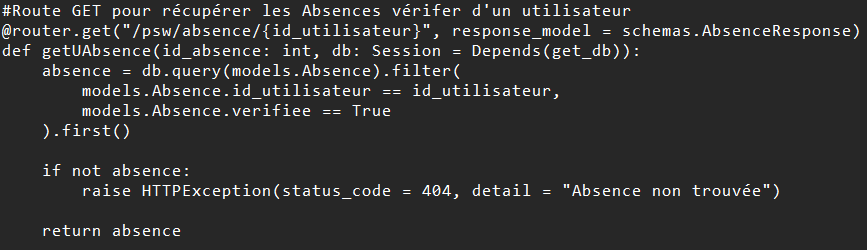 #Route GET pour récupérer les Absences vérifer d'un utilisateur
@router.get("/psw/absence/{id_utilisateur}", response_model = schemas.AbsenceResponse)
def getUAbsence(id_absence: int, db: Session = Depends(get_db)):
    absence = db.query(models.Absence).filter(
        models.Absence.id_utilisateur == id_utilisateur,
        models.Absence.verifiee == True
    ).first()
    if not absence:
        raise HTTPException(status_code = 404, detail = "Absence non trouvée")
    return absence